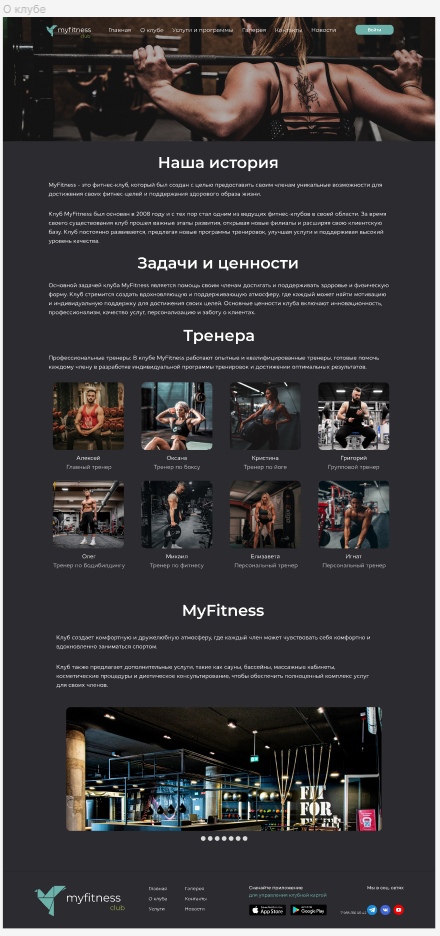 О клубе
myfitness
club
Главная О клубе Услуги и программы Галерея Контакты Новости
Войти
Наша история
MyFitness - это фитнес-клуб, который был создан с целью предоставить своим членам уникальные возможности для
достижения своих фитнес-целей и поддержания здорового образа жизни.
Клуб MyFitness был основан в 2008 году и с тех пор стал одним из ведущих фитнес-клубов в своей области. За время
своего существования клуб прошел важные этапы развития, открывая новые филиалы и расширяя свою клиентскую
базу. Клуб постоянно развивается, предлагая новые программы тренировок, улучшая услуги и поддерживая высокий
уровень качества.
Задачи и ценности
Основной задачей клуба MyFitness является помощь своим членам достигать и поддерживать здоровье и физическую
форму. Клуб стремится создать вдохновляющую и поддерживающую атмосферу, где каждый может найти мотивацию
и индивидуальную поддержку для достижения своих целей. Основные ценности клуба включают инновационность,
профессионализм, качество услуг, персонализацию и заботу о клиентах.
Тренера
Профессиональные тренеры: В клубе MyFitness работают опытные и квалифицированные тренеры, готовые помочь
каждому члену в разработке индивидуальной программы тренировок и достижении оптимальных результатов.
Алексей Оксана Кристина Григорий
Главный тренер Тренер по боксу Тренер по йоге Групповой тренер
Олег Михаил Елизавета Игнат
Тренер по бодибилдингу Тренер по фитнесу Персональный тренер Персональный тренер
MyFitness
Клуб создает комфортную и дружелюбную атмосферу, где каждый член может чувствовать себя комфортно и
вдохновленно заниматься спортом.
Клуб также предлагает дополнительные услуги, такие как сауны, бассейны, массажные кабинеты,
косметические процедуры и диетическое консультирование, чтобы обеспечить полноценный комплекс услуг
для своих членов.
FIT
FOR
myfitness
club
Главная Галерея
О клубе Контакты
Услуги Новости
Скачайте приложение
для управления клубной картой
App Store
Google Play
Мы в соц. сетях: